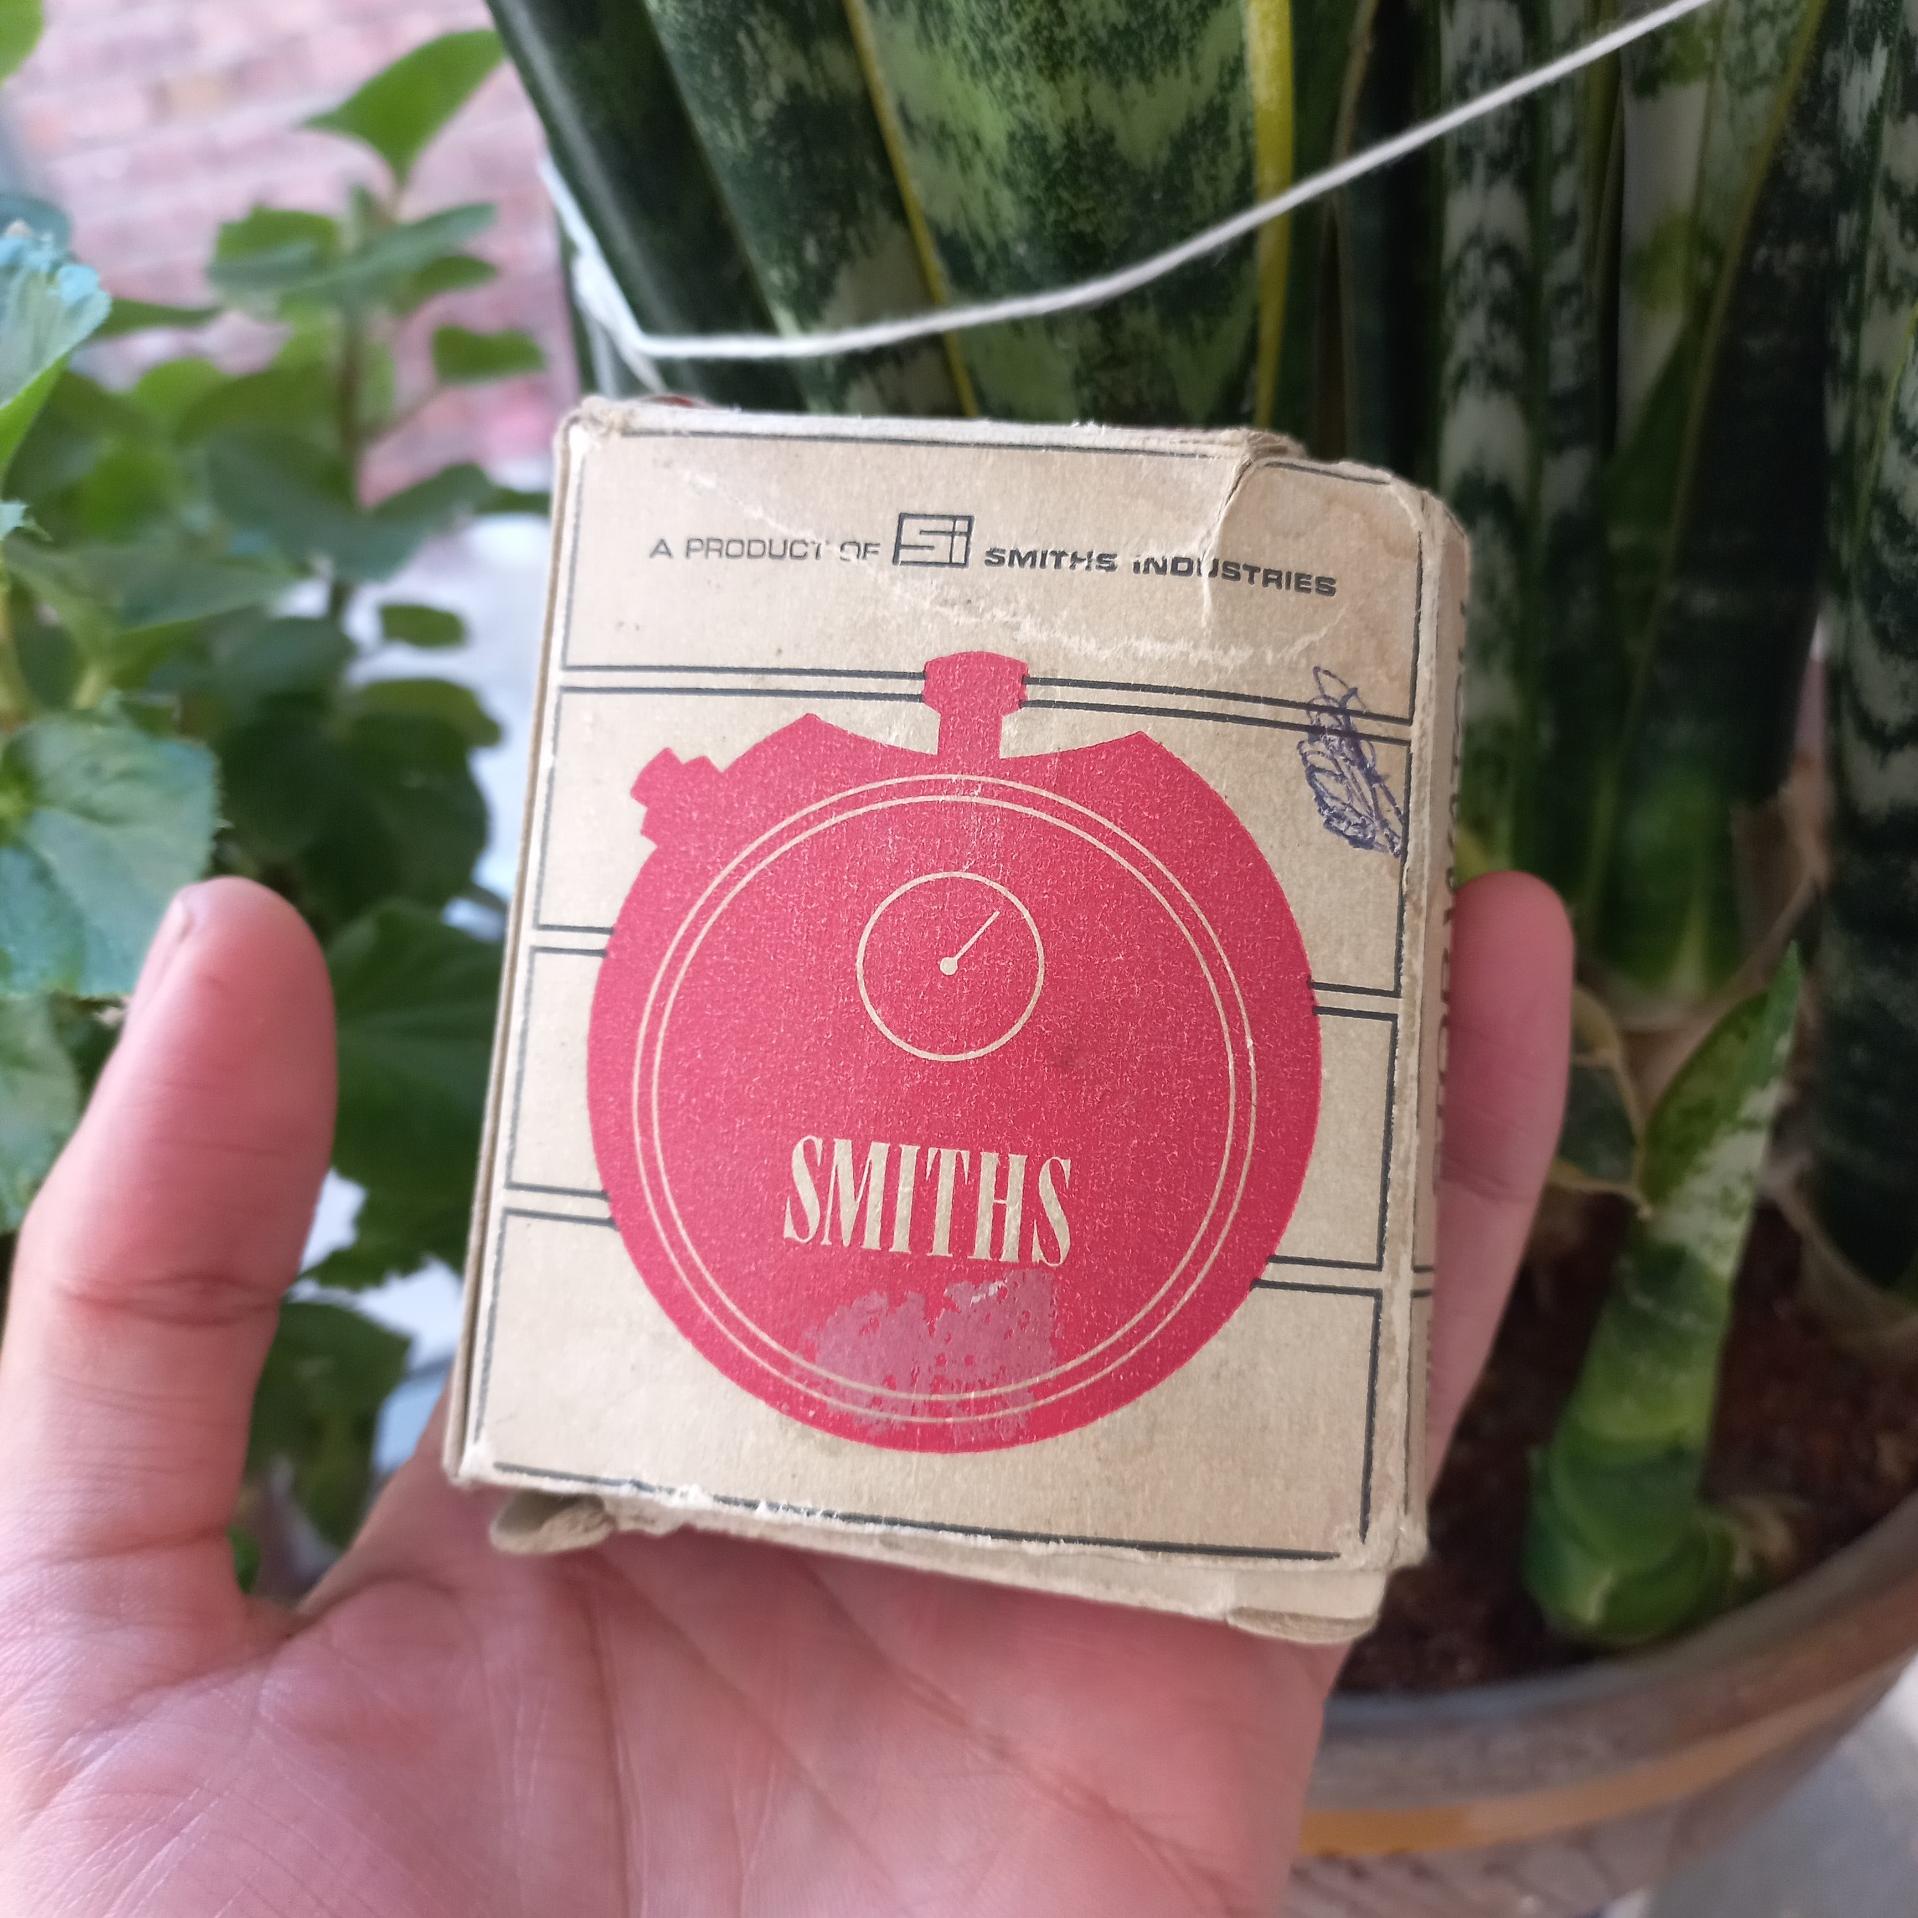 A PRODUCT OF Si SMITHS INDUSTRIES
SMITHS